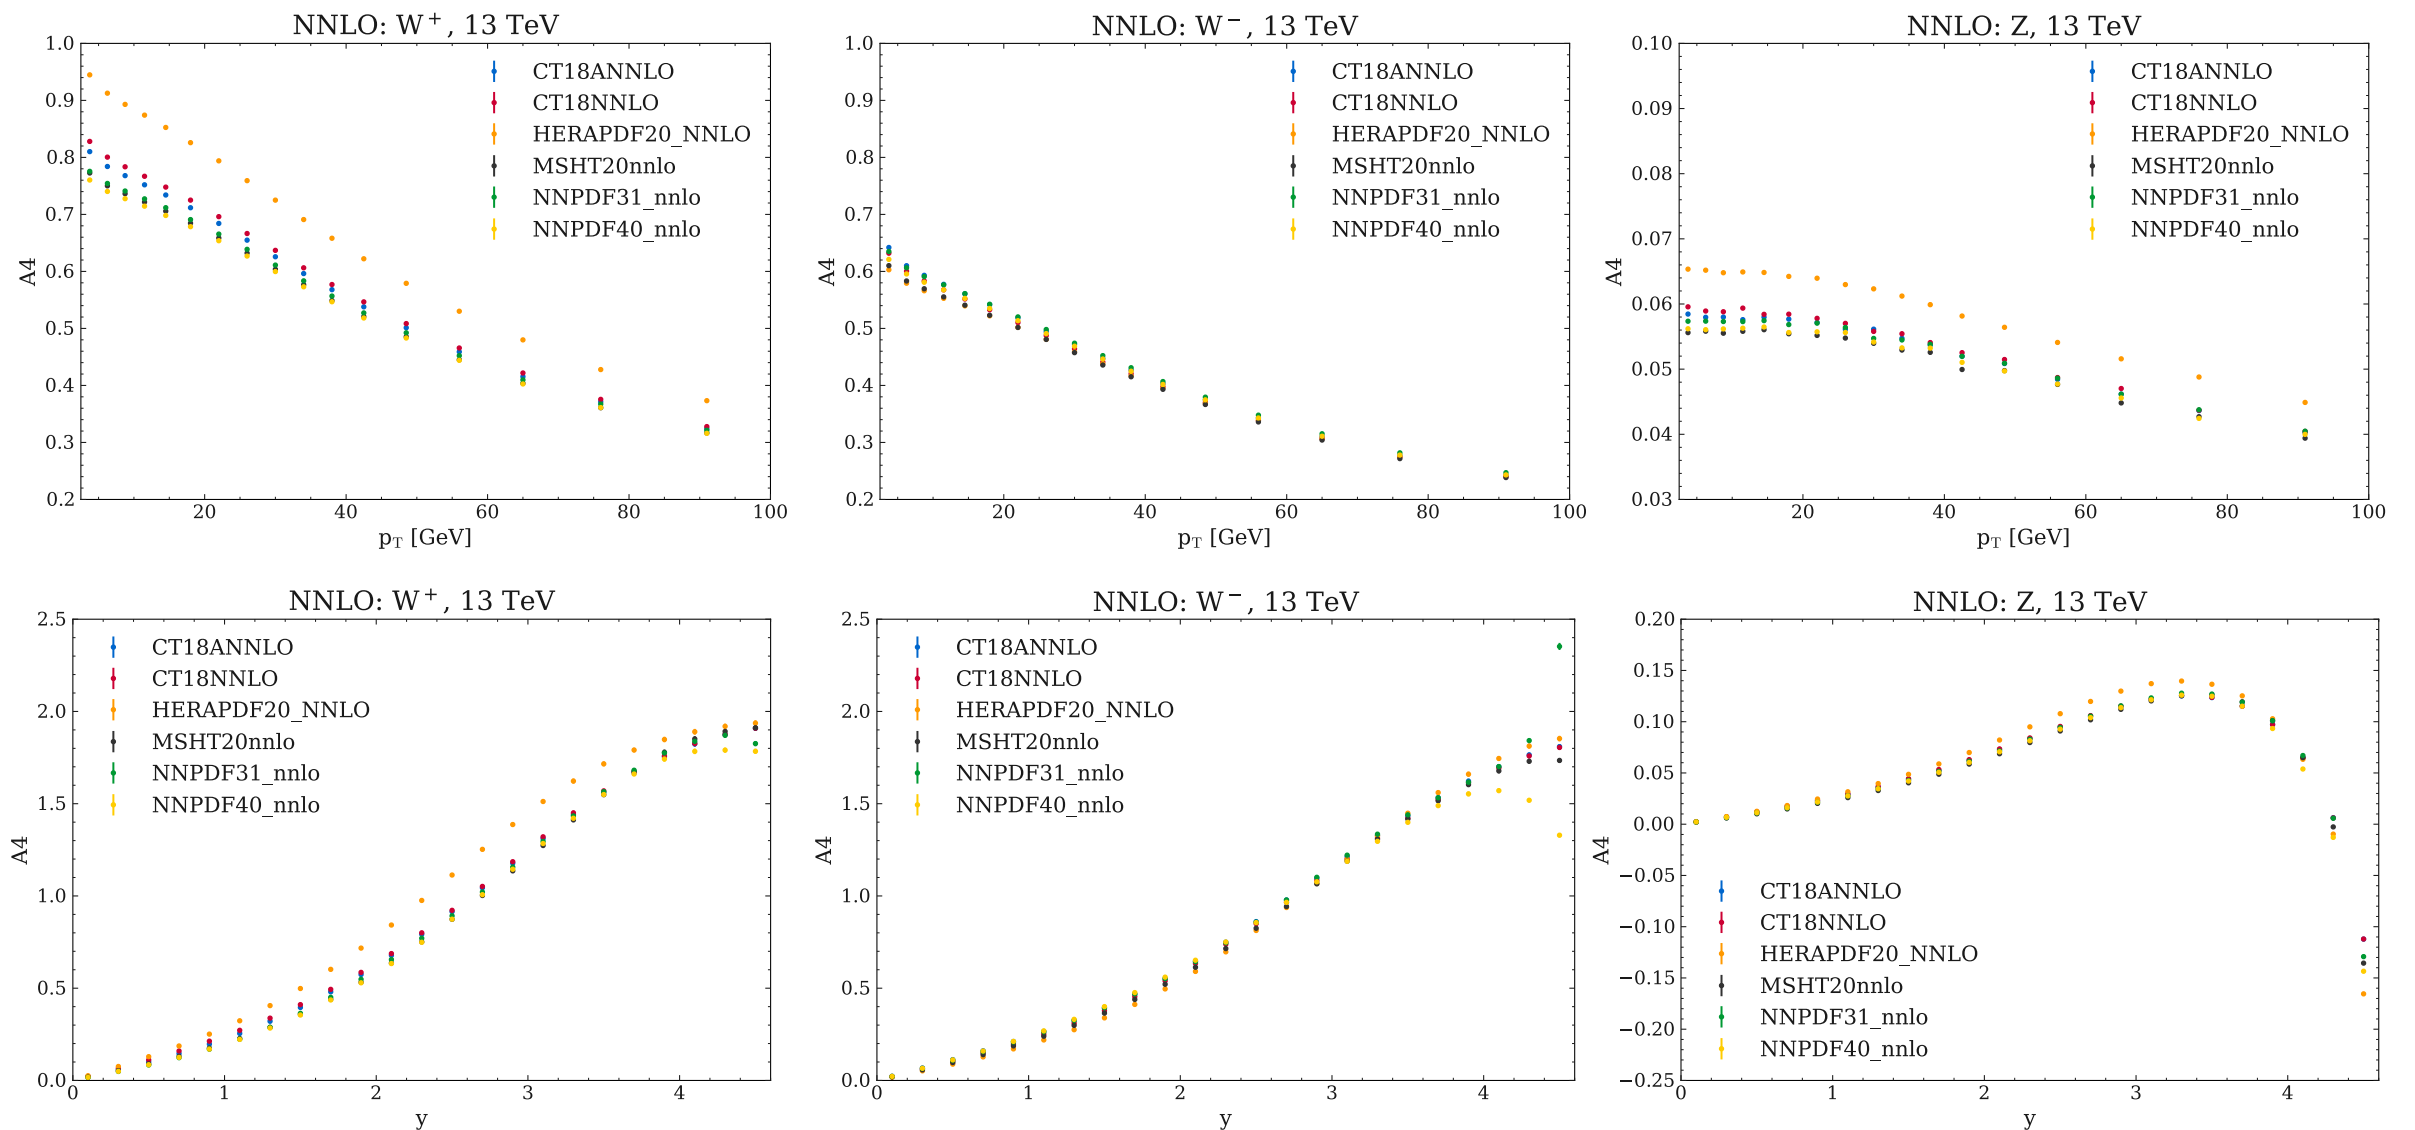 NNLO: W⁺, 13 TeV
1.0
0.9
0.8
0.7
0.6
0.5
0.4
0.3
0.2
A4
CT18ANNLO
CT18NNLO
HERAPDF20_NNLO
MSHT20nnlo
NNPDF31_nnlo
NNPDF40_nnlo
20 40 60 80 100
p_T [GeV]
NNLO: W⁻, 13 TeV
1.0
0.9
0.8
0.7
0.6
0.5
0.4
0.3
0.2
A4
CT18ANNLO
CT18NNLO
HERAPDF20_NNLO
MSHT20nnlo
NNPDF31_nnlo
NNPDF40_nnlo
20 40 60 80 100
p_T [GeV]
NNLO: Z, 13 TeV
0.10
0.09
0.08
0.07
0.06
0.05
0.04
0.03
A4
CT18ANNLO
CT18NNLO
HERAPDF20_NNLO
MSHT20nnlo
NNPDF31_nnlo
NNPDF40_nnlo
20 40 60 80 100
p_T [GeV]
NNLO: W⁺, 13 TeV
2.5
2.0
1.5
1.0
0.5
0.0
A4
CT18ANNLO
CT18NNLO
HERAPDF20_NNLO
MSHT20nnlo
NNPDF31_nnlo
NNPDF40_nnlo
0 1 2 3 4
y
NNLO: W⁻, 13 TeV
2.5
2.0
1.5
1.0
0.5
0.0
A4
CT18ANNLO
CT18NNLO
HERAPDF20_NNLO
MSHT20nnlo
NNPDF31_nnlo
NNPDF40_nnlo
0 1 2 3 4
y
NNLO: Z, 13 TeV
0.20
0.15
0.10
0.05
0.00
−0.05
−0.10
−0.15
−0.20
−0.25
A4
CT18ANNLO
CT18NNLO
HERAPDF20_NNLO
MSHT20nnlo
NNPDF31_nnlo
NNPDF40_nnlo
0 1 2 3 4
y